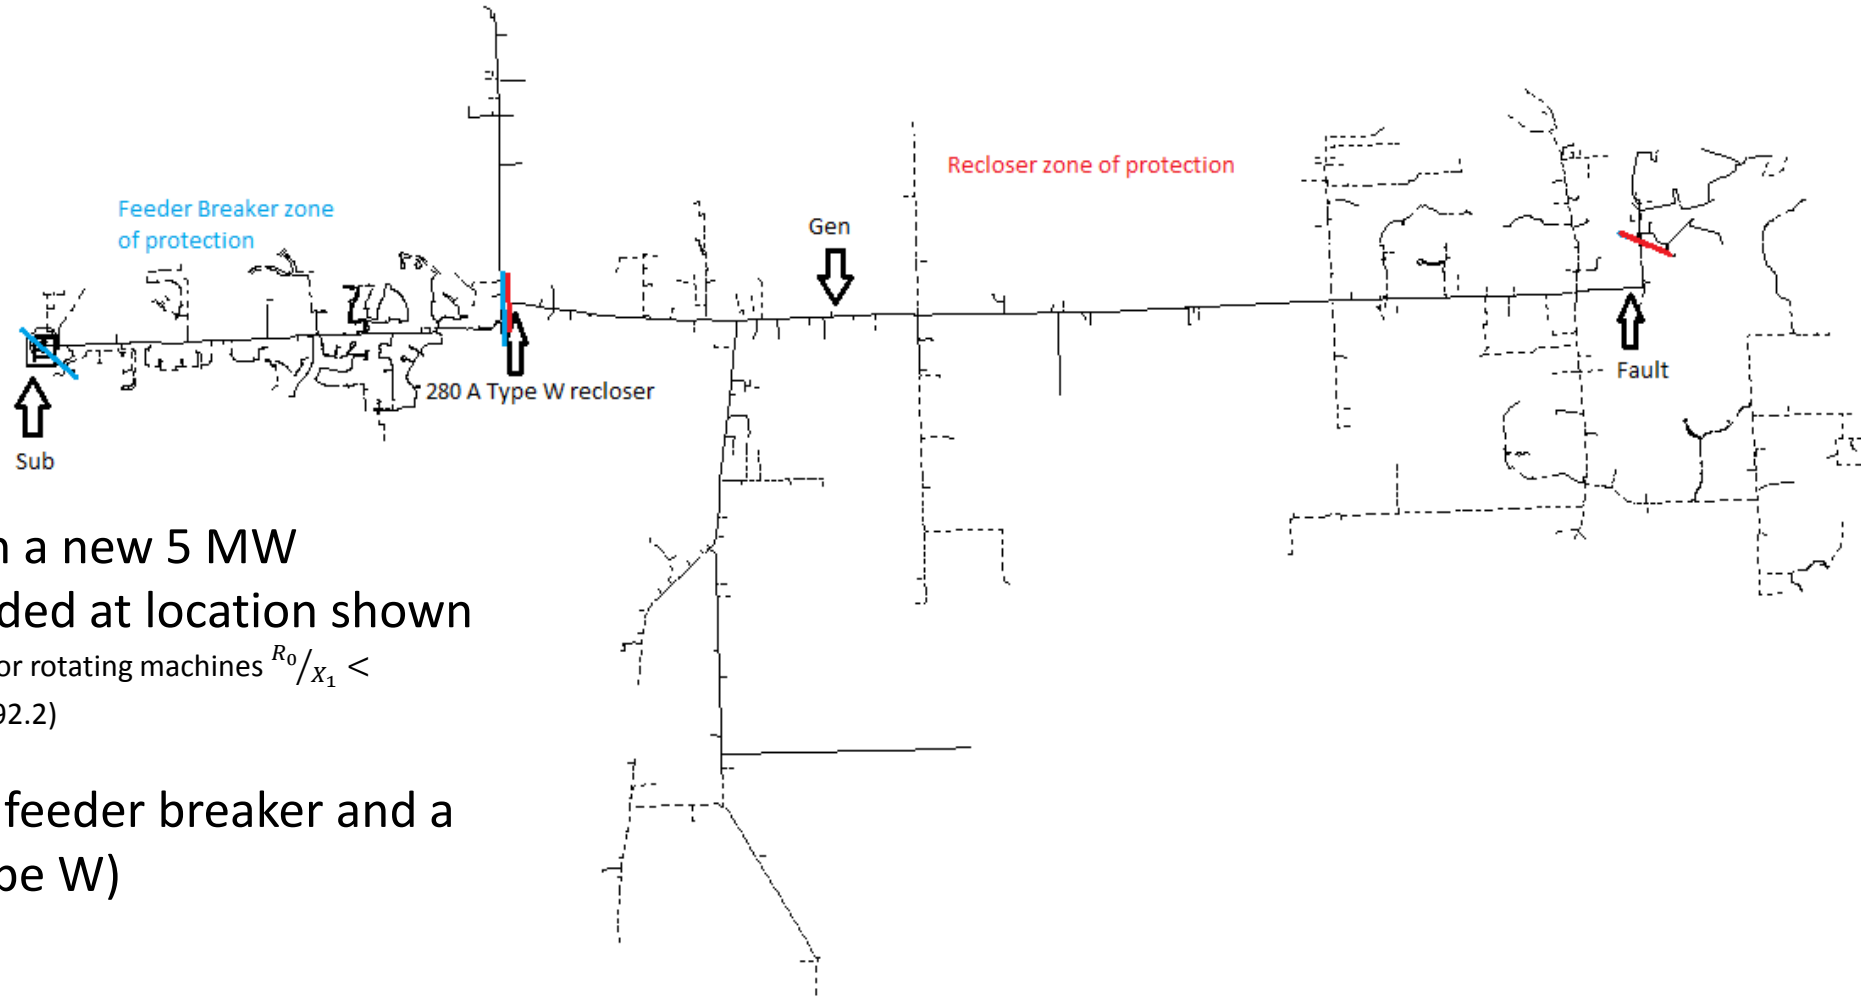 Recloser zone of protection
Feeder Breaker zone
of protection
Gen
280 A Type W recloser
Fault
Sub
a new 5 MW
ded at location shown
or rotating machines R₀/X₁ <
92.2)
feeder breaker and a
pe W)